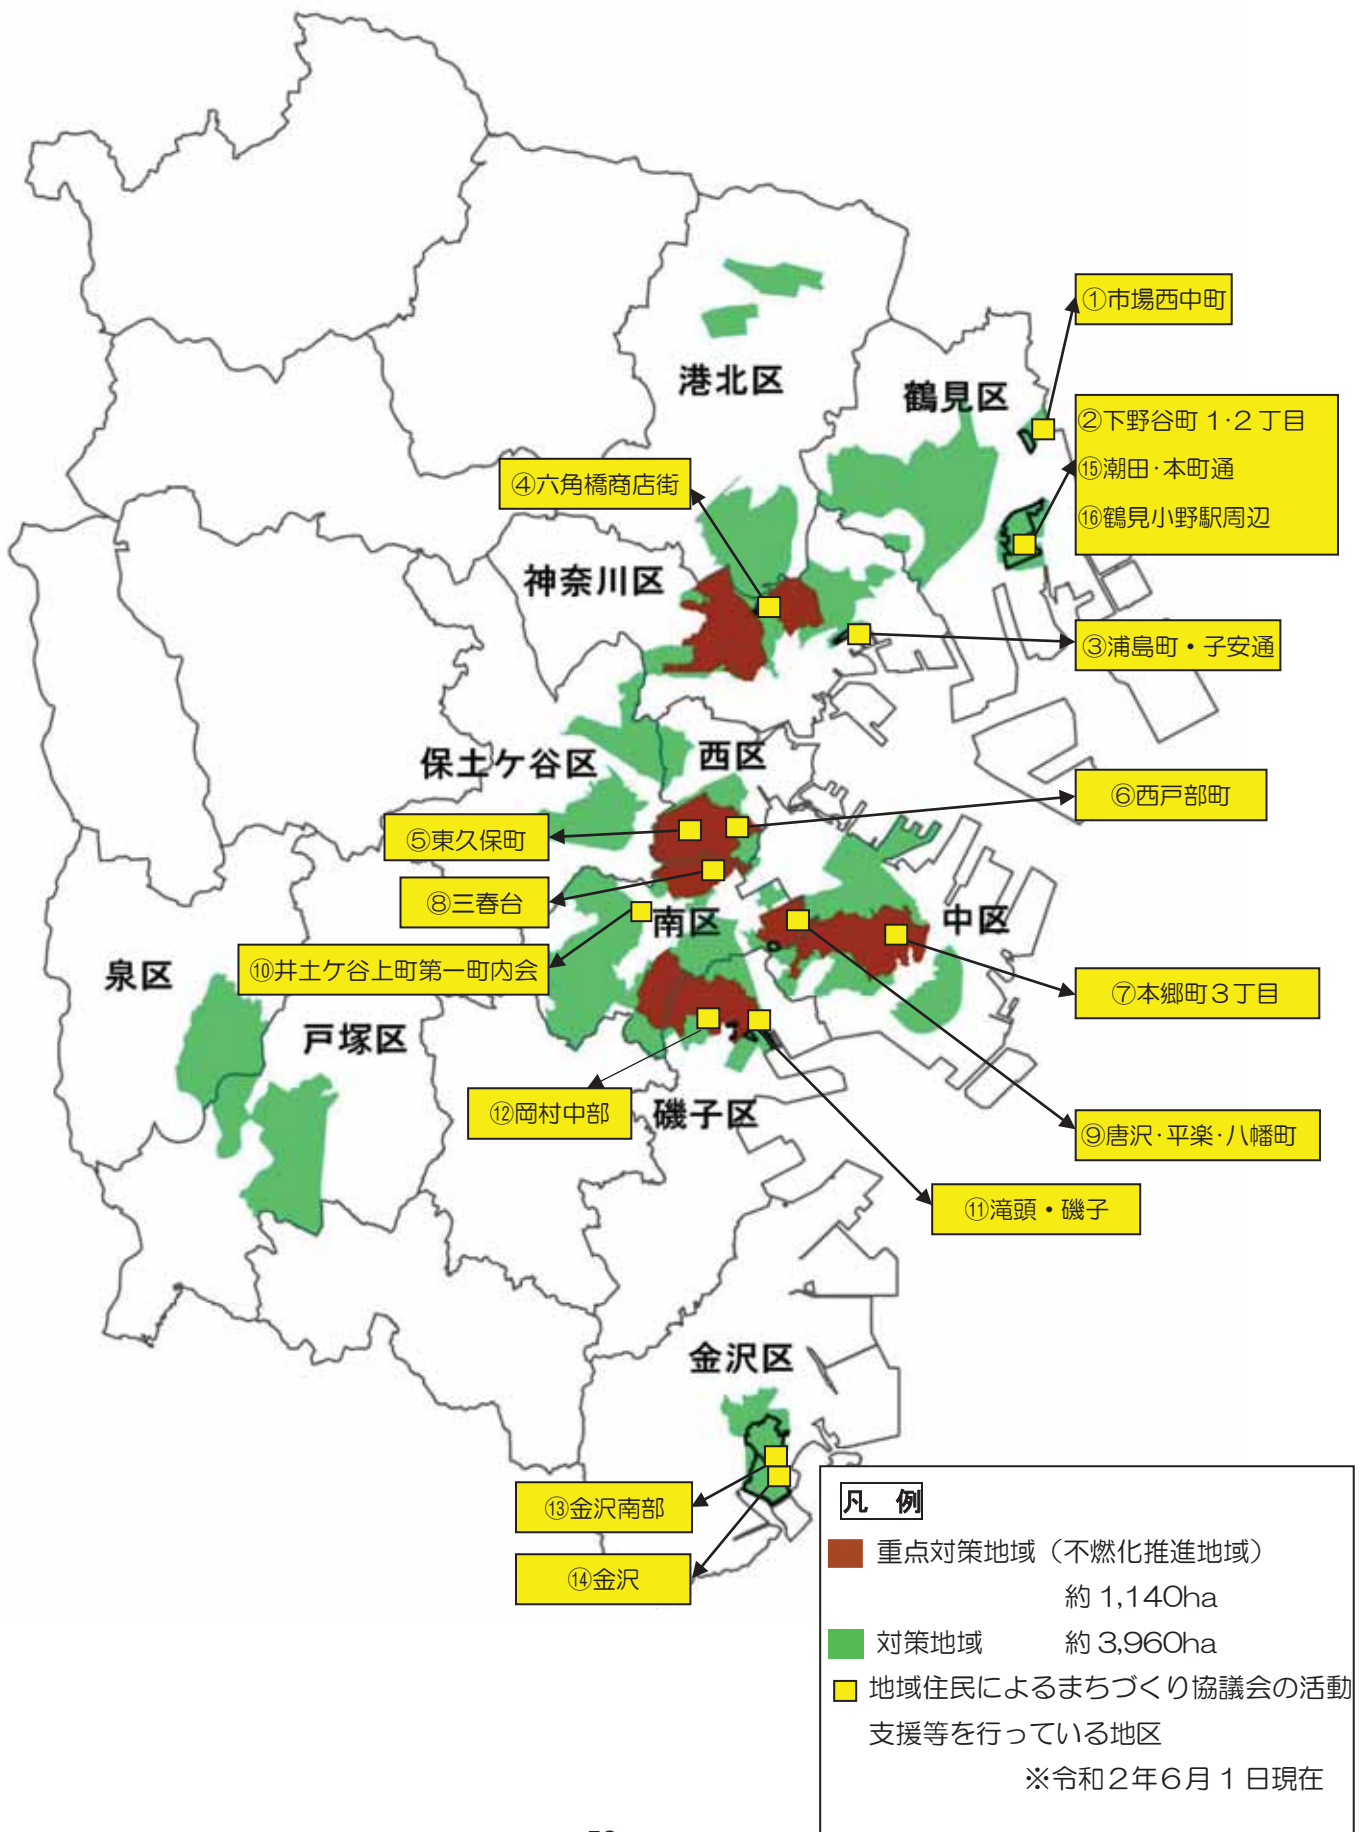 ①市場西中町
港北区
鶴見区
②下野谷町 1・2 丁目
⑮潮田・本町通
⑯鶴見小野駅周辺
④六角橋商店街
神奈川区
③浦島町・子安通
保土ケ谷区
西区
⑥西戸部町
⑤東久保町
⑧三春台
南区
中区
⑩井土ケ谷上町第一町内会
泉区
⑦本郷町3丁目
戸塚区
⑫岡村中部
磯子区
⑨唐沢・平楽・八幡町
⑪滝頭・磯子
金沢区
⑬金沢南部
⑭金沢
凡 例
重点対策地域(不燃化推進地域)
約 1,140ha
対策地域 約 3,960ha
地域住民によるまちづくり協議会の活動
支援等を行っている地区
※令和2年6月1日現在